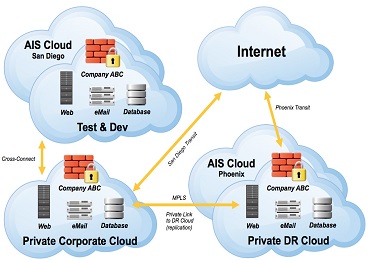 AIS Cloud
San Diego
Company ABC
Web
eMail
Database
Test & Dev
Internet
Cross-Connect
San Diego Transit
Phoenix Transit
AIS Cloud
Phoenix
Company ABC
Web
eMail
Database
Private Corporate Cloud
MPLS
Private Link
to DR Cloud
(replication)
Company ABC
Web
eMail
Database
Private DR Cloud